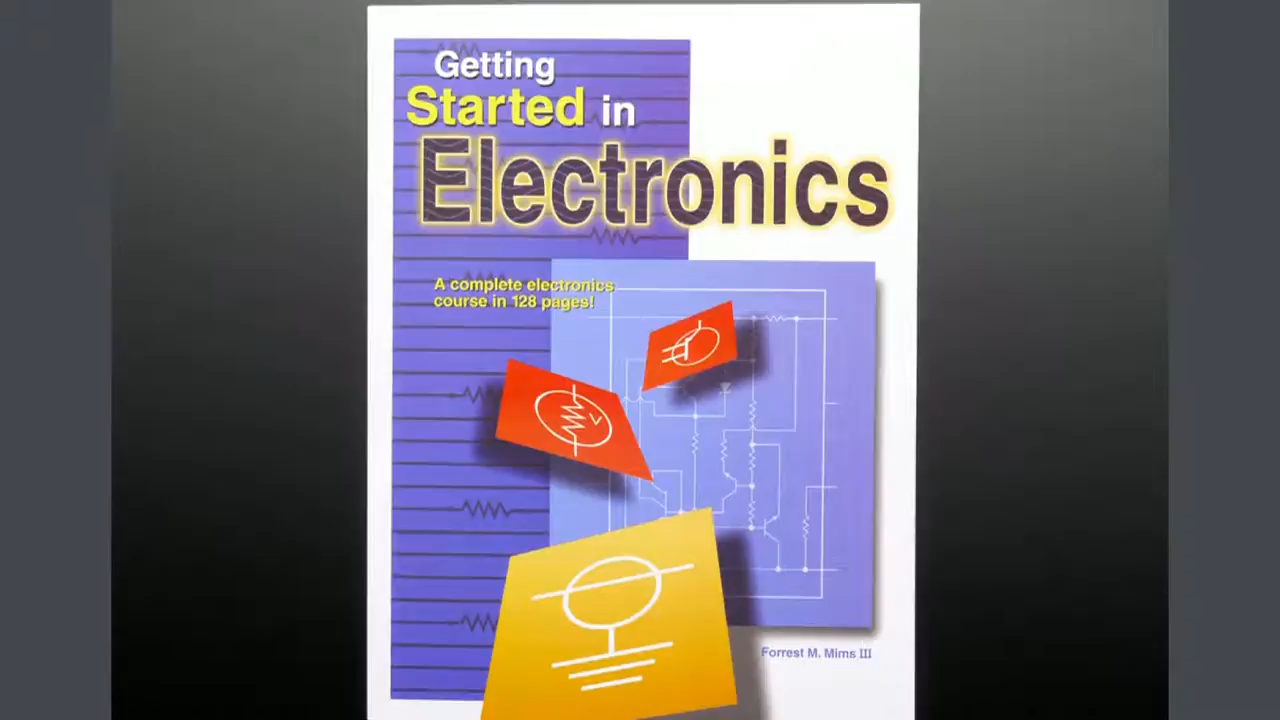 Getting
Started in
Electronics
A complete electronics
course in 128 pages!
Forrest M. Mims III